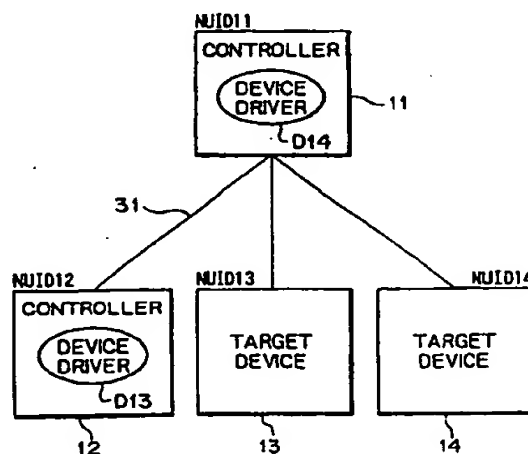 NUID11
CONTROLLER
DEVICE
DRIVER
D14
11
31
NUID12
NUID13
NUID14
CONTROLLER
DEVICE
DRIVER
D13
TARGET
DEVICE
TARGET
DEVICE
12
13
14